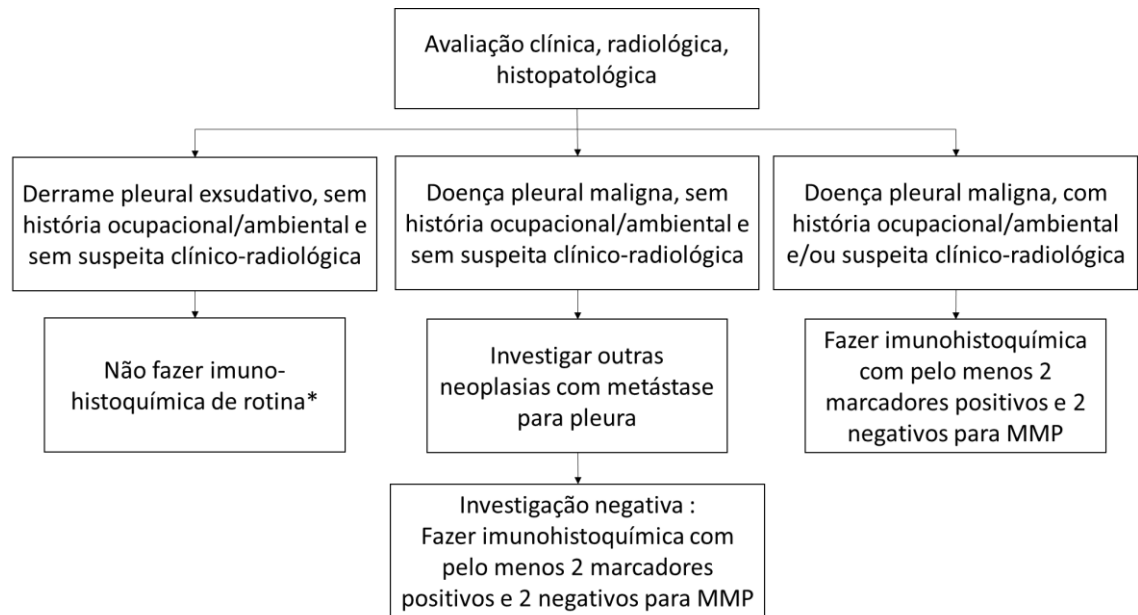 Avaliação clínica, radiológica,
histopatológica
Derrame pleural exsudativo, sem
história ocupacional/ambiental e
sem suspeita clínico-radiológica
Doença pleural maligna, sem
história ocupacional/ambiental e
sem suspeita clínico-radiológica
Doença pleural maligna, com
história ocupacional/ambiental
e/ou suspeita clínico-radiológica
Não fazer imuno-
histoquímica de rotina*
Investigar outras
neoplasias com metástase
para pleura
Fazer imunohistoquímica
com pelo menos 2
marcadores positivos e 2
negativos para MMP
Investigação negativa :
Fazer imunohistoquímica com
pelo menos 2 marcadores
positivos e 2 negativos para MMP